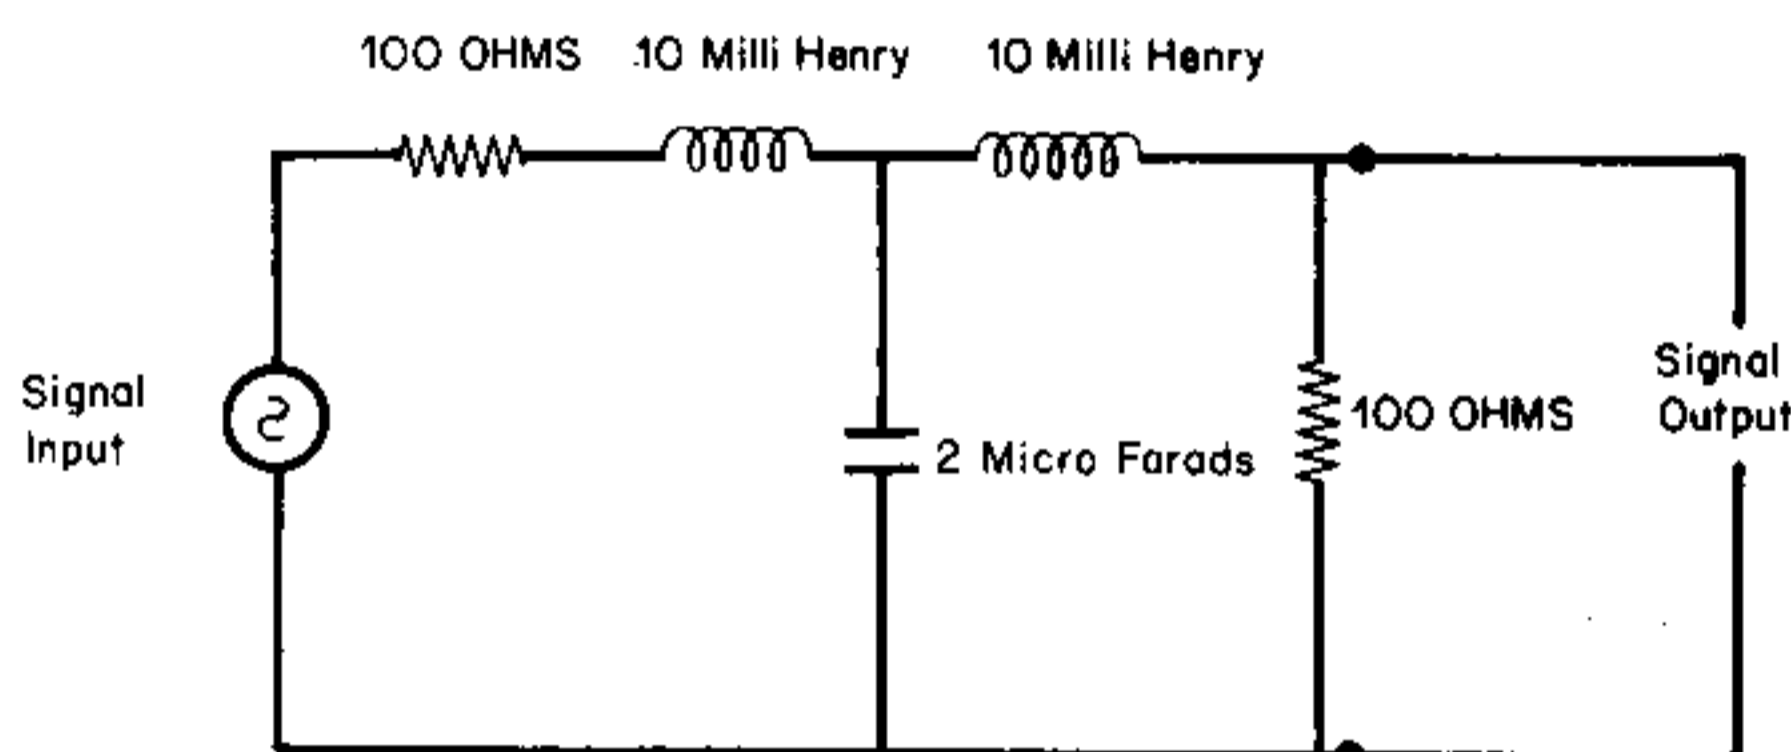 100 OHMS 10 Milli Henry 10 Milli Henry
Signal
Input
2 Micro Farads
100 OHMS
Signal
Output